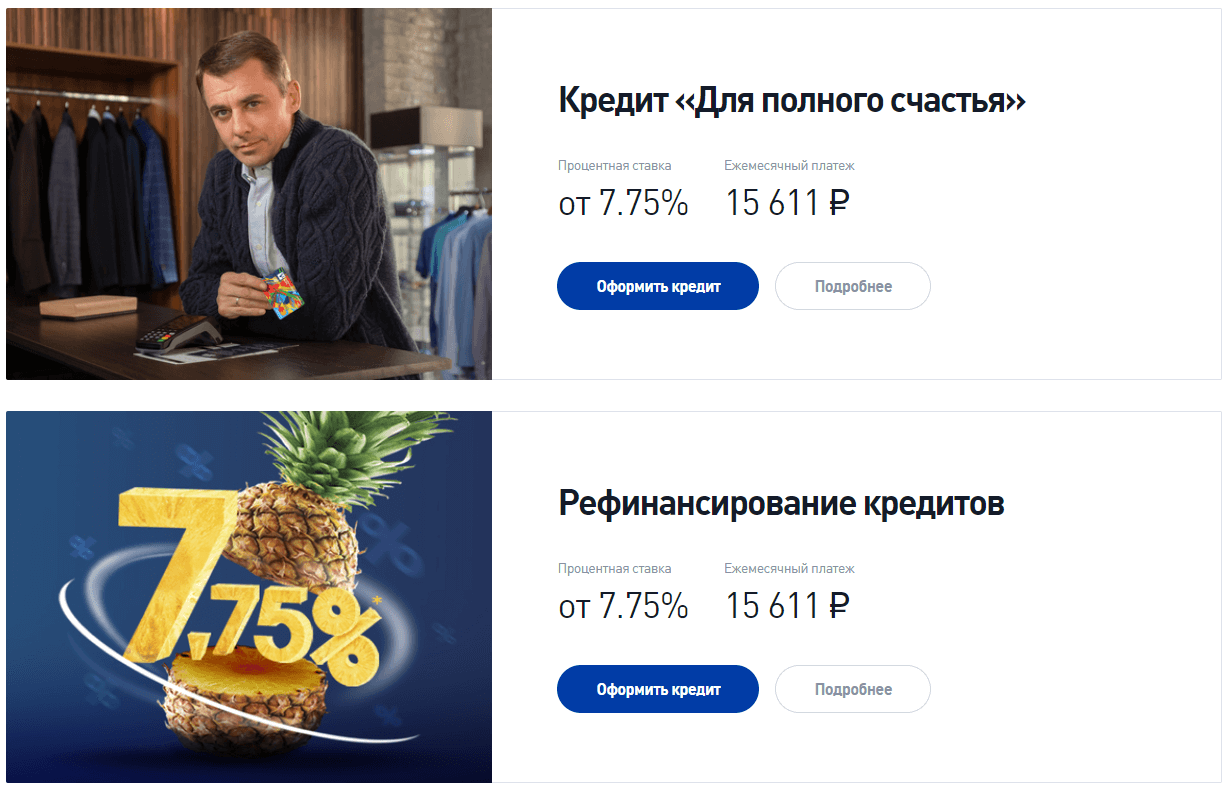 Кредит «Для полного счастья»
Процентная ставка
Ежемесячный платеж
от 7.75%
15 611 ₽
Оформить кредит
Подробнее
7,75%*
Рефинансирование кредитов
Процентная ставка
Ежемесячный платеж
от 7.75%
15 611 ₽
Оформить кредит
Подробнее